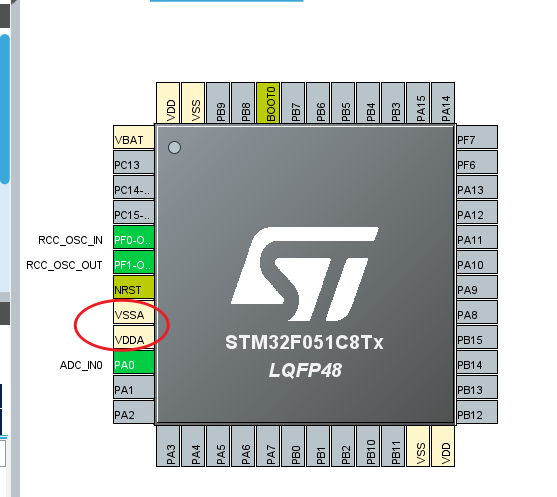 VDD
VSS
PB9
PB8
BOOT0
PB7
PB6
PB5
PB4
PB3
PA15
PA14
VBAT
PC13
PC14-..
PC15-..
RCC_OSC_IN PF0-O..
RCC_OSC_OUT PF1-O..
NRST
VSSA
VDDA
ADC_IN0 PA0
PA1
PA2
ST
STM32F051C8Tx
LQFP48
PF7
PF6
PA13
PA12
PA11
PA10
PA9
PA8
PB15
PB14
PB13
PB12
PA3
PA4
PA5
PA6
PA7
PB0
PB1
PB2
PB10
PB11
VSS
VDD